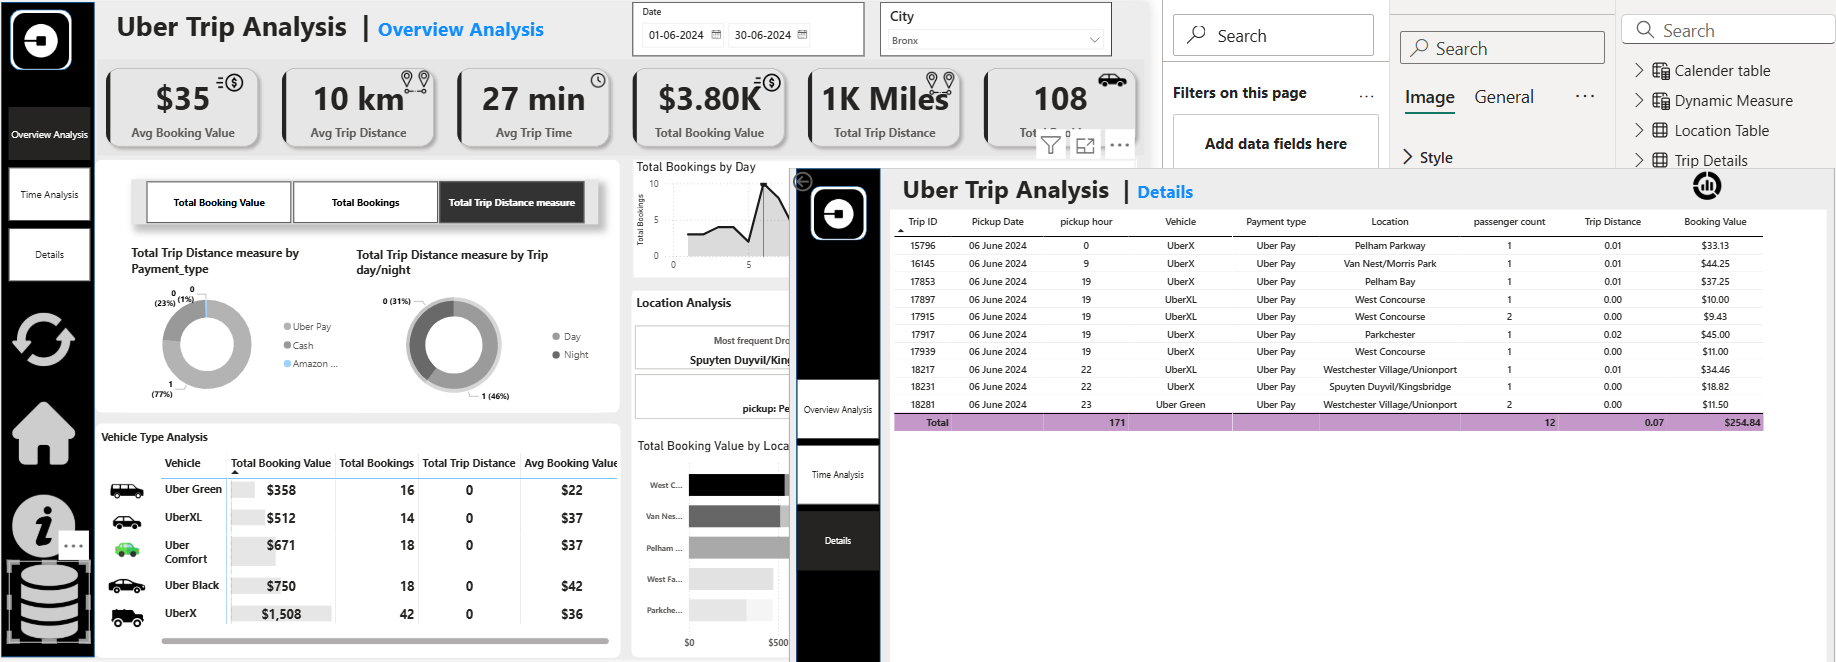 Uber Trip Analysis | Overview Analysis
Date
01-06-2024 30-06-2024
City
Bronx
$35
Avg Booking Value
10 km
Avg Trip Distance
27 min
Avg Trip Time
$3.80K
Total Booking Value
1K Miles
Total Trip Distance
108
Overview Analysis
Time Analysis
Details
Total Booking Value Total Bookings Total Trip Distance measure
Total Trip Distance measure by
Payment_type
0
0
(23%) (1%)
1
(77%)
Uber Pay
Cash
Amazon ...
Total Trip Distance measure by Trip
day/night
0 (31%)
1 (46%)
Day
Night
Vehicle Type Analysis
Vehicle Total Booking Value Total Bookings Total Trip Distance Avg Booking Value
Uber Green $358 16 0 $22
UberXL $512 14 0 $37
Uber
Comfort $671 18 0 $37
Uber Black $750 18 0 $42
UberX $1,508 42 0 $36
Total Bookings by Day
Total Bookings
10
5
0
0 5
Location Analysis
Most frequent Dro
Spuyten Duyvil/King
pickup: Pe
Total Booking Value by Loca
West C...
Van Nes...
Pelham ...
West Fa...
Parkche...
$0 $500
Search
Filters on this page ...
Add data fields here
Search
Image General ...
Style
Search
Calender table
Dynamic Measure
Location Table
Trip Details
Uber Trip Analysis | Details
Overview Analysis
Time Analysis
Details
Trip ID Pickup Date pickup hour Vehicle Payment type Location passenger count Trip Distance Booking Value
15796 06 June 2024 0 UberX Uber Pay Pelham Parkway 1 0.01 $33.13
16145 06 June 2024 9 UberX Uber Pay Van Nest/Morris Park 1 0.01 $44.25
17853 06 June 2024 19 UberX Uber Pay Pelham Bay 1 0.01 $37.25
17897 06 June 2024 19 UberXL Uber Pay West Concourse 1 0.00 $10.00
17915 06 June 2024 19 UberXL Uber Pay West Concourse 2 0.00 $9.43
17917 06 June 2024 19 UberX Uber Pay Parkchester 1 0.02 $45.00
17939 06 June 2024 19 UberX Uber Pay West Concourse 1 0.00 $11.00
18217 06 June 2024 22 UberXL Uber Pay Westchester Village/Unionport 1 0.01 $34.46
18231 06 June 2024 22 UberX Uber Pay Spuyten Duyvil/Kingsbridge 1 0.00 $18.82
18281 06 June 2024 23 Uber Green Uber Pay Westchester Village/Unionport 2 0.00 $11.50
Total 171 12 0.07 $254.84